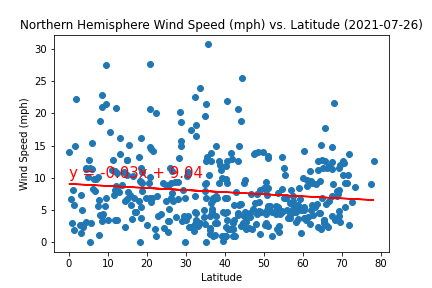 Northern Hemisphere Wind Speed (mph) vs. Latitude (2021-07-26)
30
25
20
15
10
5
0
Wind Speed (mph)
y = -0.03x + 9.04
0 10 20 30 40 50 60 70 80
Latitude